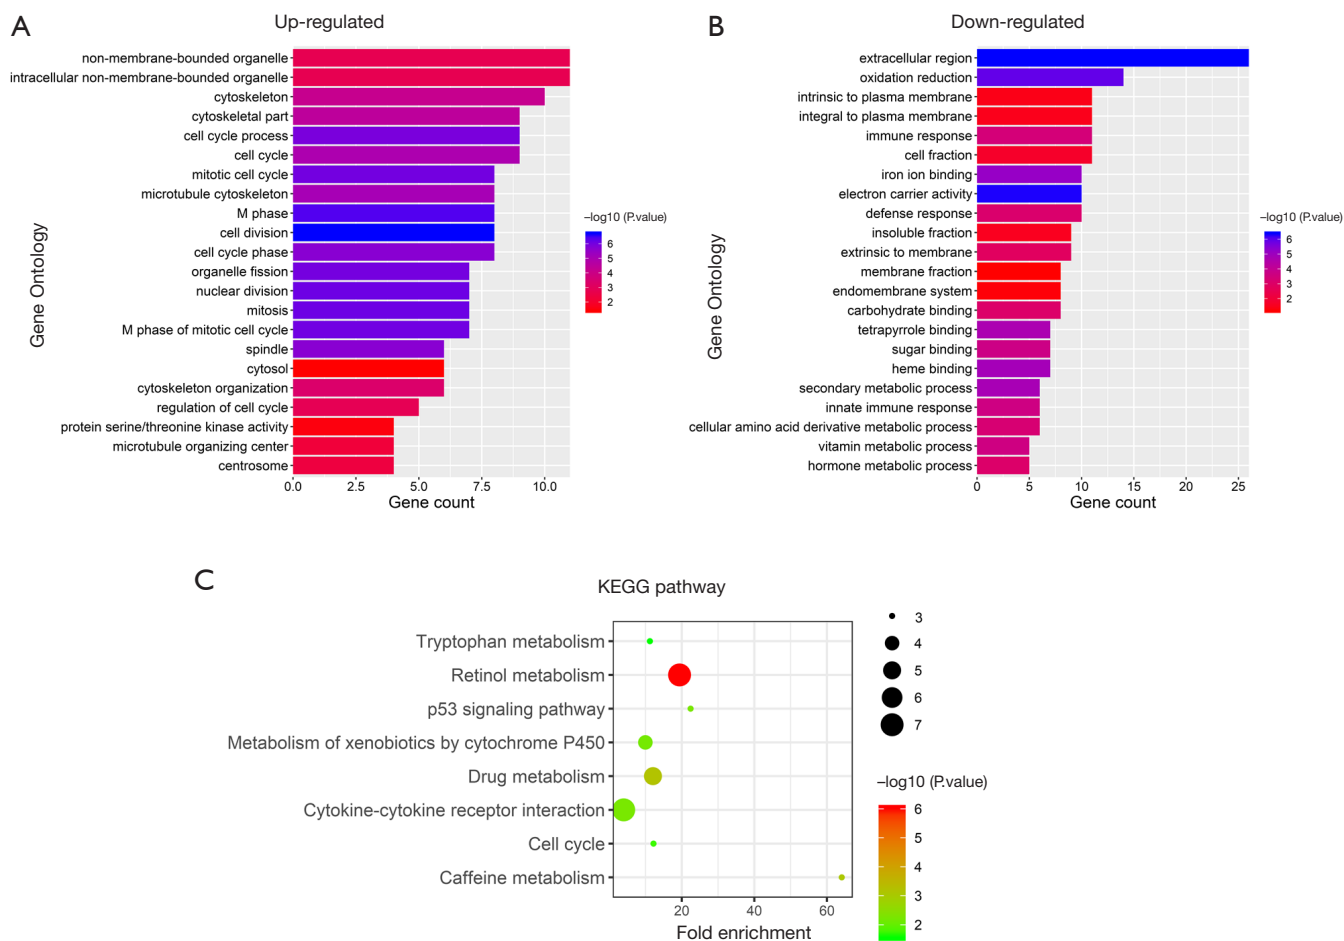 A
Up-regulated
non-membrane-bounded organelle
intracellular non-membrane-bounded organelle
cytoskeleton
cytoskeletal part
cell cycle process
cell cycle
mitotic cell cycle
microtubule cytoskeleton
M phase
cell division
cell cycle phase
organelle fission
nuclear division
mitosis
M phase of mitotic cell cycle
spindle
cytosol
cytoskeleton organization
regulation of cell cycle
protein serine/threonine kinase activity
microtubule organizing center
centrosome
0.0 2.5 5.0 7.5 10.0
Gene count
Gene Ontology
–log10 (P.value)
6
5
4
3
2
B
Down-regulated
extracellular region
oxidation reduction
intrinsic to plasma membrane
integral to plasma membrane
immune response
cell fraction
iron ion binding
electron carrier activity
defense response
insoluble fraction
extrinsic to membrane
membrane fraction
endomembrane system
carbohydrate binding
tetrapyrrole binding
sugar binding
heme binding
secondary metabolic process
innate immune response
cellular amino acid derivative metabolic process
vitamin metabolic process
hormone metabolic process
0 5 10 15 20 25
Gene count
Gene Ontology
–log10 (P.value)
6
5
4
3
2
C
KEGG pathway
Tryptophan metabolism
Retinol metabolism
p53 signaling pathway
Metabolism of xenobiotics by cytochrome P450
Drug metabolism
Cytokine-cytokine receptor interaction
Cell cycle
Caffeine metabolism
20 40 60
Fold enrichment
3
4
5
6
7
–log10 (P.value)
6
5
4
3
2